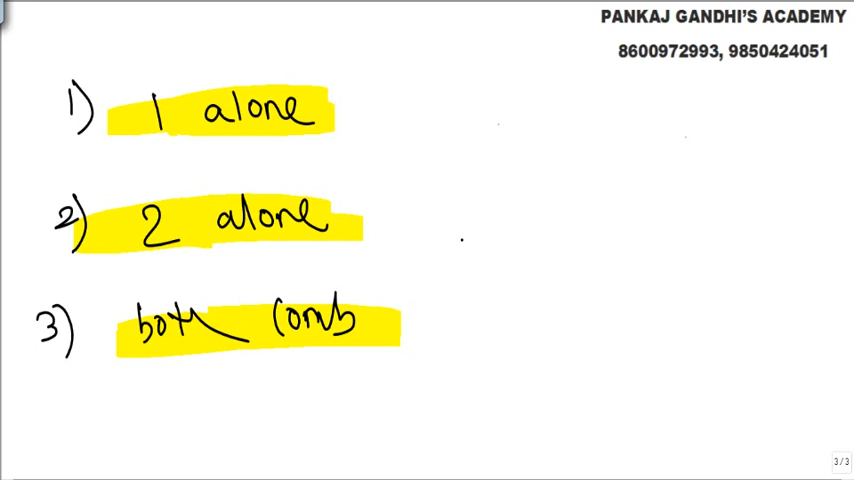 PANKAJ GANDHI'S ACADEMY
8600972993, 9850424051
1) 1 alone
2) 2 alone
3) both comb
3/3